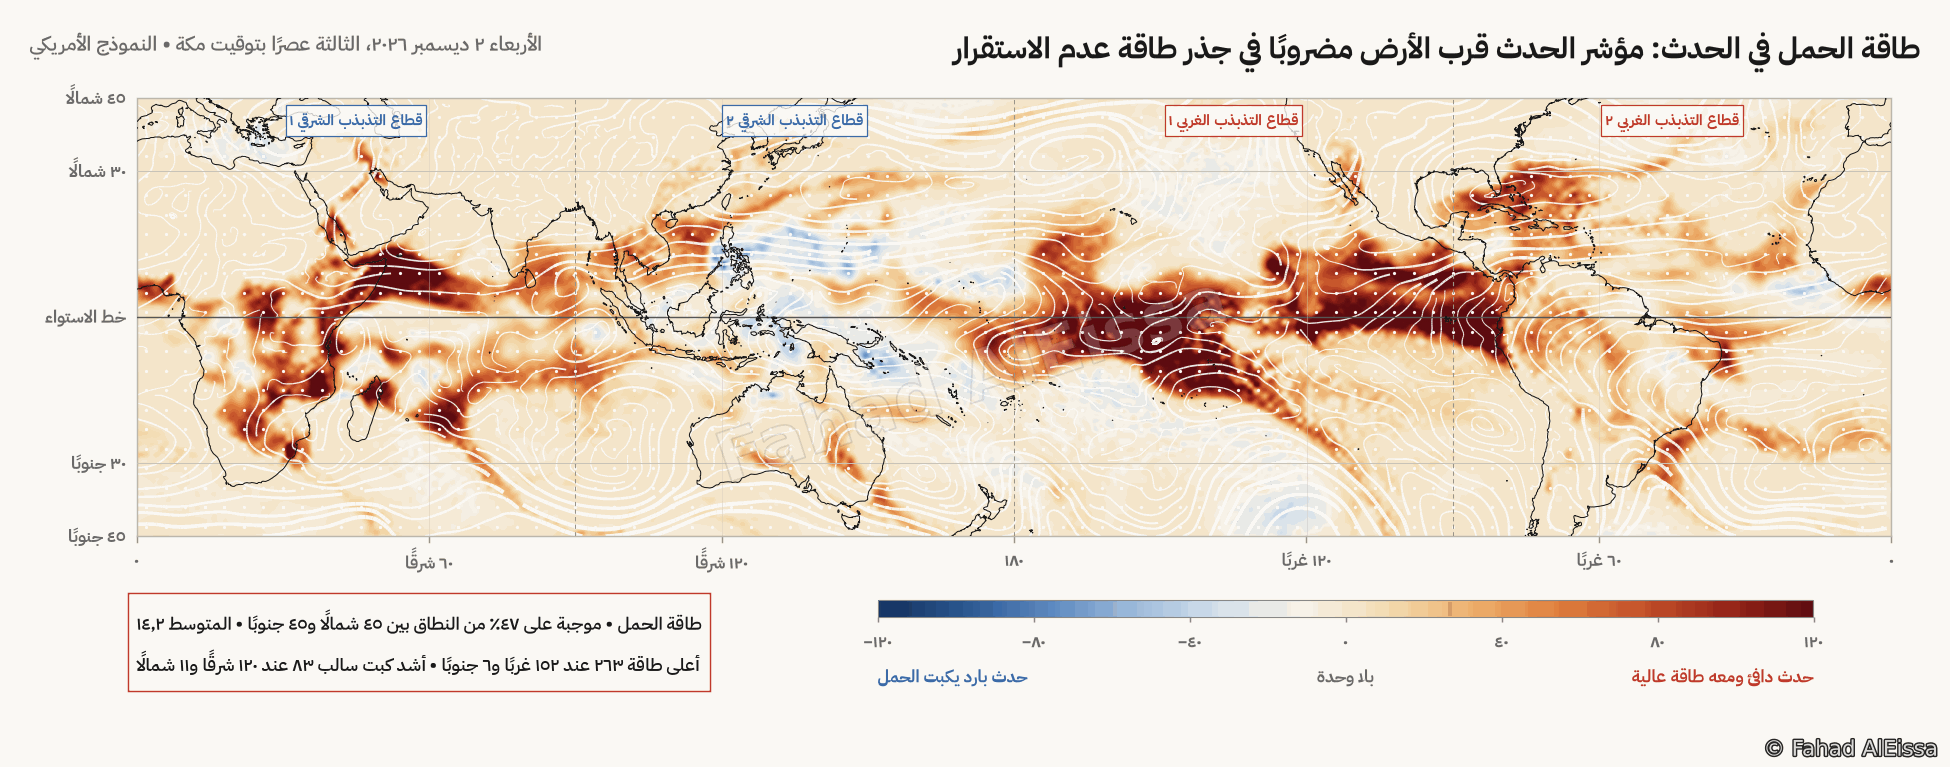 طاقة الحمل في الحدث: مؤشر الحدث قرب الأرض مضروبًا في جذر طاقة عدم الاستقرار
الأربعاء ٢ ديسمبر ٢٠٢٦، الثالثة عصرًا بتوقيت مكة • النموذج الأمريكي
قطاع التذبذب الشرقي ١
قطاع التذبذب الشرقي ٢
قطاع التذبذب الغربي ١
قطاع التذبذب الغربي ٢
٤٥ شمالًا
٣٠ شمالًا
خط الاستواء
٣٠ جنوبًا
٤٥ جنوبًا
٠
٦٠ شرقًا
١٢٠ شرقًا
١٨٠
١٢٠ غربًا
٦٠ غربًا
٠
Fahad AlEissa
طاقة الحمل • موجبة على ٤٧٪ من النطاق بين ٤٥ شمالًا و٤٥ جنوبًا • المتوسط ١٤,٢
أعلى طاقة ٢٦٣ عند ١٥٢ غربًا و٦ جنوبًا • أشد كبت سالب ٨٣ عند ١٢٠ شرقًا و١١ شمالًا
−١٢٠
−٨٠
−٤٠
٠
٤٠
٨٠
١٢٠
حدث بارد يكبت الحمل
بلا وحدة
حدث دافئ ومعه طاقة عالية
© Fahad AlEissa